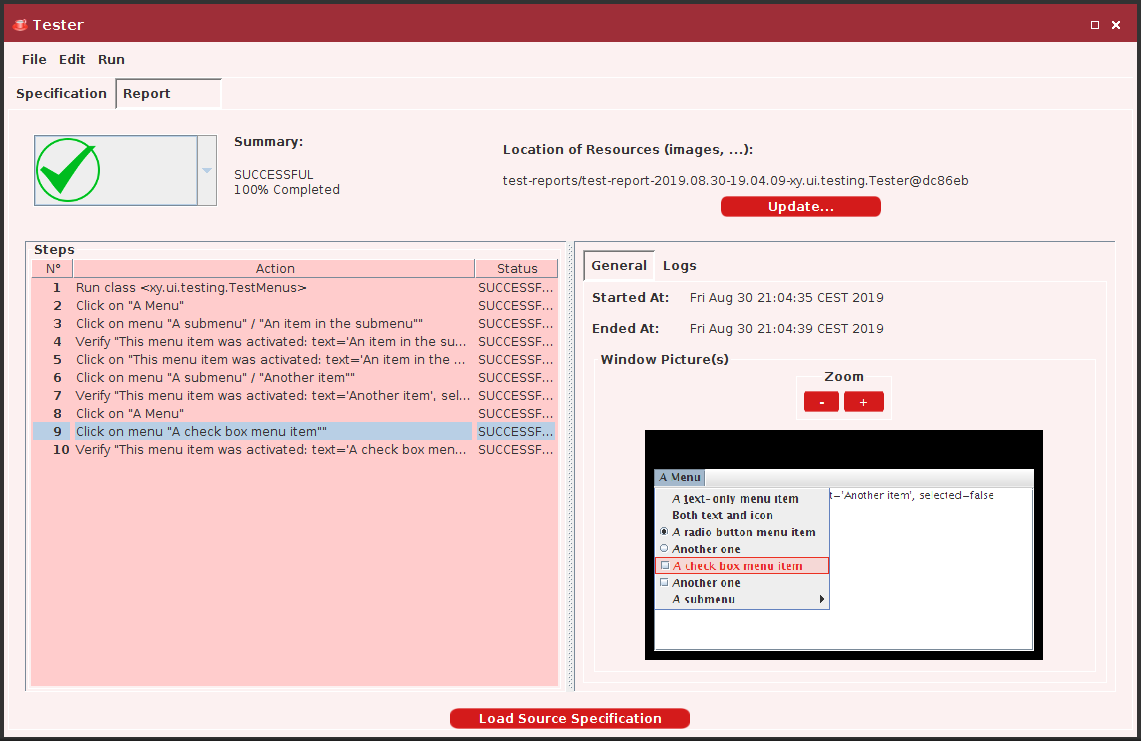 Tester
File Edit Run
Specification Report
Summary:
SUCCESSFUL
100% Completed
Location of Resources (images, ...):
test-reports/test-report-2019.08.30-19.04.09-xy.ui.testing.Tester@dc86eb
Update...
Steps
N° Action Status
1 Run class <xy.ui.testing.TestMenus> SUCCESSF...
2 Click on "A Menu" SUCCESSF...
3 Click on menu "A submenu" / "An item in the submenu"" SUCCESSF...
4 Verify "This menu item was activated: text='An item in the su... SUCCESSF...
5 Click on "This menu item was activated: text='An item in the ... SUCCESSF...
6 Click on menu "A submenu" / "Another item"" SUCCESSF...
7 Verify "This menu item was activated: text='Another item', sel... SUCCESSF...
8 Click on "A Menu" SUCCESSF...
9 Click on menu "A check box menu item"" SUCCESSF...
10 Verify "This menu item was activated: text='A check box men... SUCCESSF...
General Logs
Started At: Fri Aug 30 21:04:35 CEST 2019
Ended At: Fri Aug 30 21:04:39 CEST 2019
Window Picture(s)
Zoom
- +
A Menu
A text-only menu item t='Another item', selected=false
Both text and icon
A radio button menu item
Another one
A check box menu item
Another one
A submenu
Load Source Specification